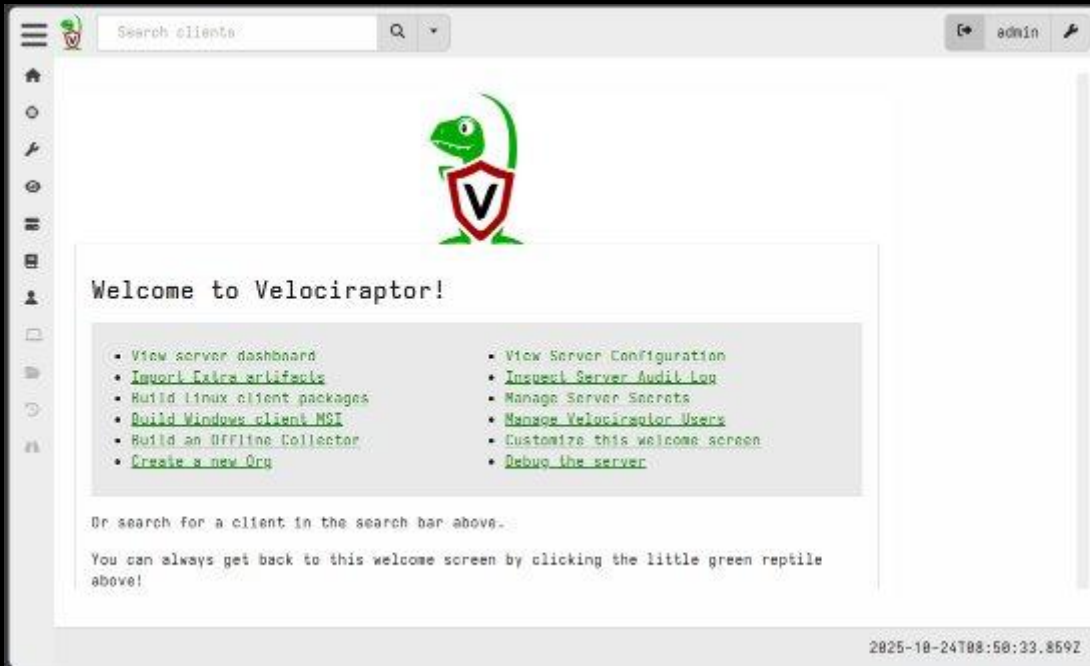 Search clients
admin
V
Welcome to Velociraptor!
View server dashboard
Import Extra artifacts
Build Linux client packages
Build Windows client MSI
Build an Offline Collector
Create a new Org
View Server Configuration
Inspect Server Audit Log
Manage Server Secrets
Manage Velociraptor Users
Customize this welcome screen
Debug the server
Or search for a client in the search bar above.
You can always get back to this welcome screen by clicking the little green reptile
above!
2025-10-24T08:50:33.859Z